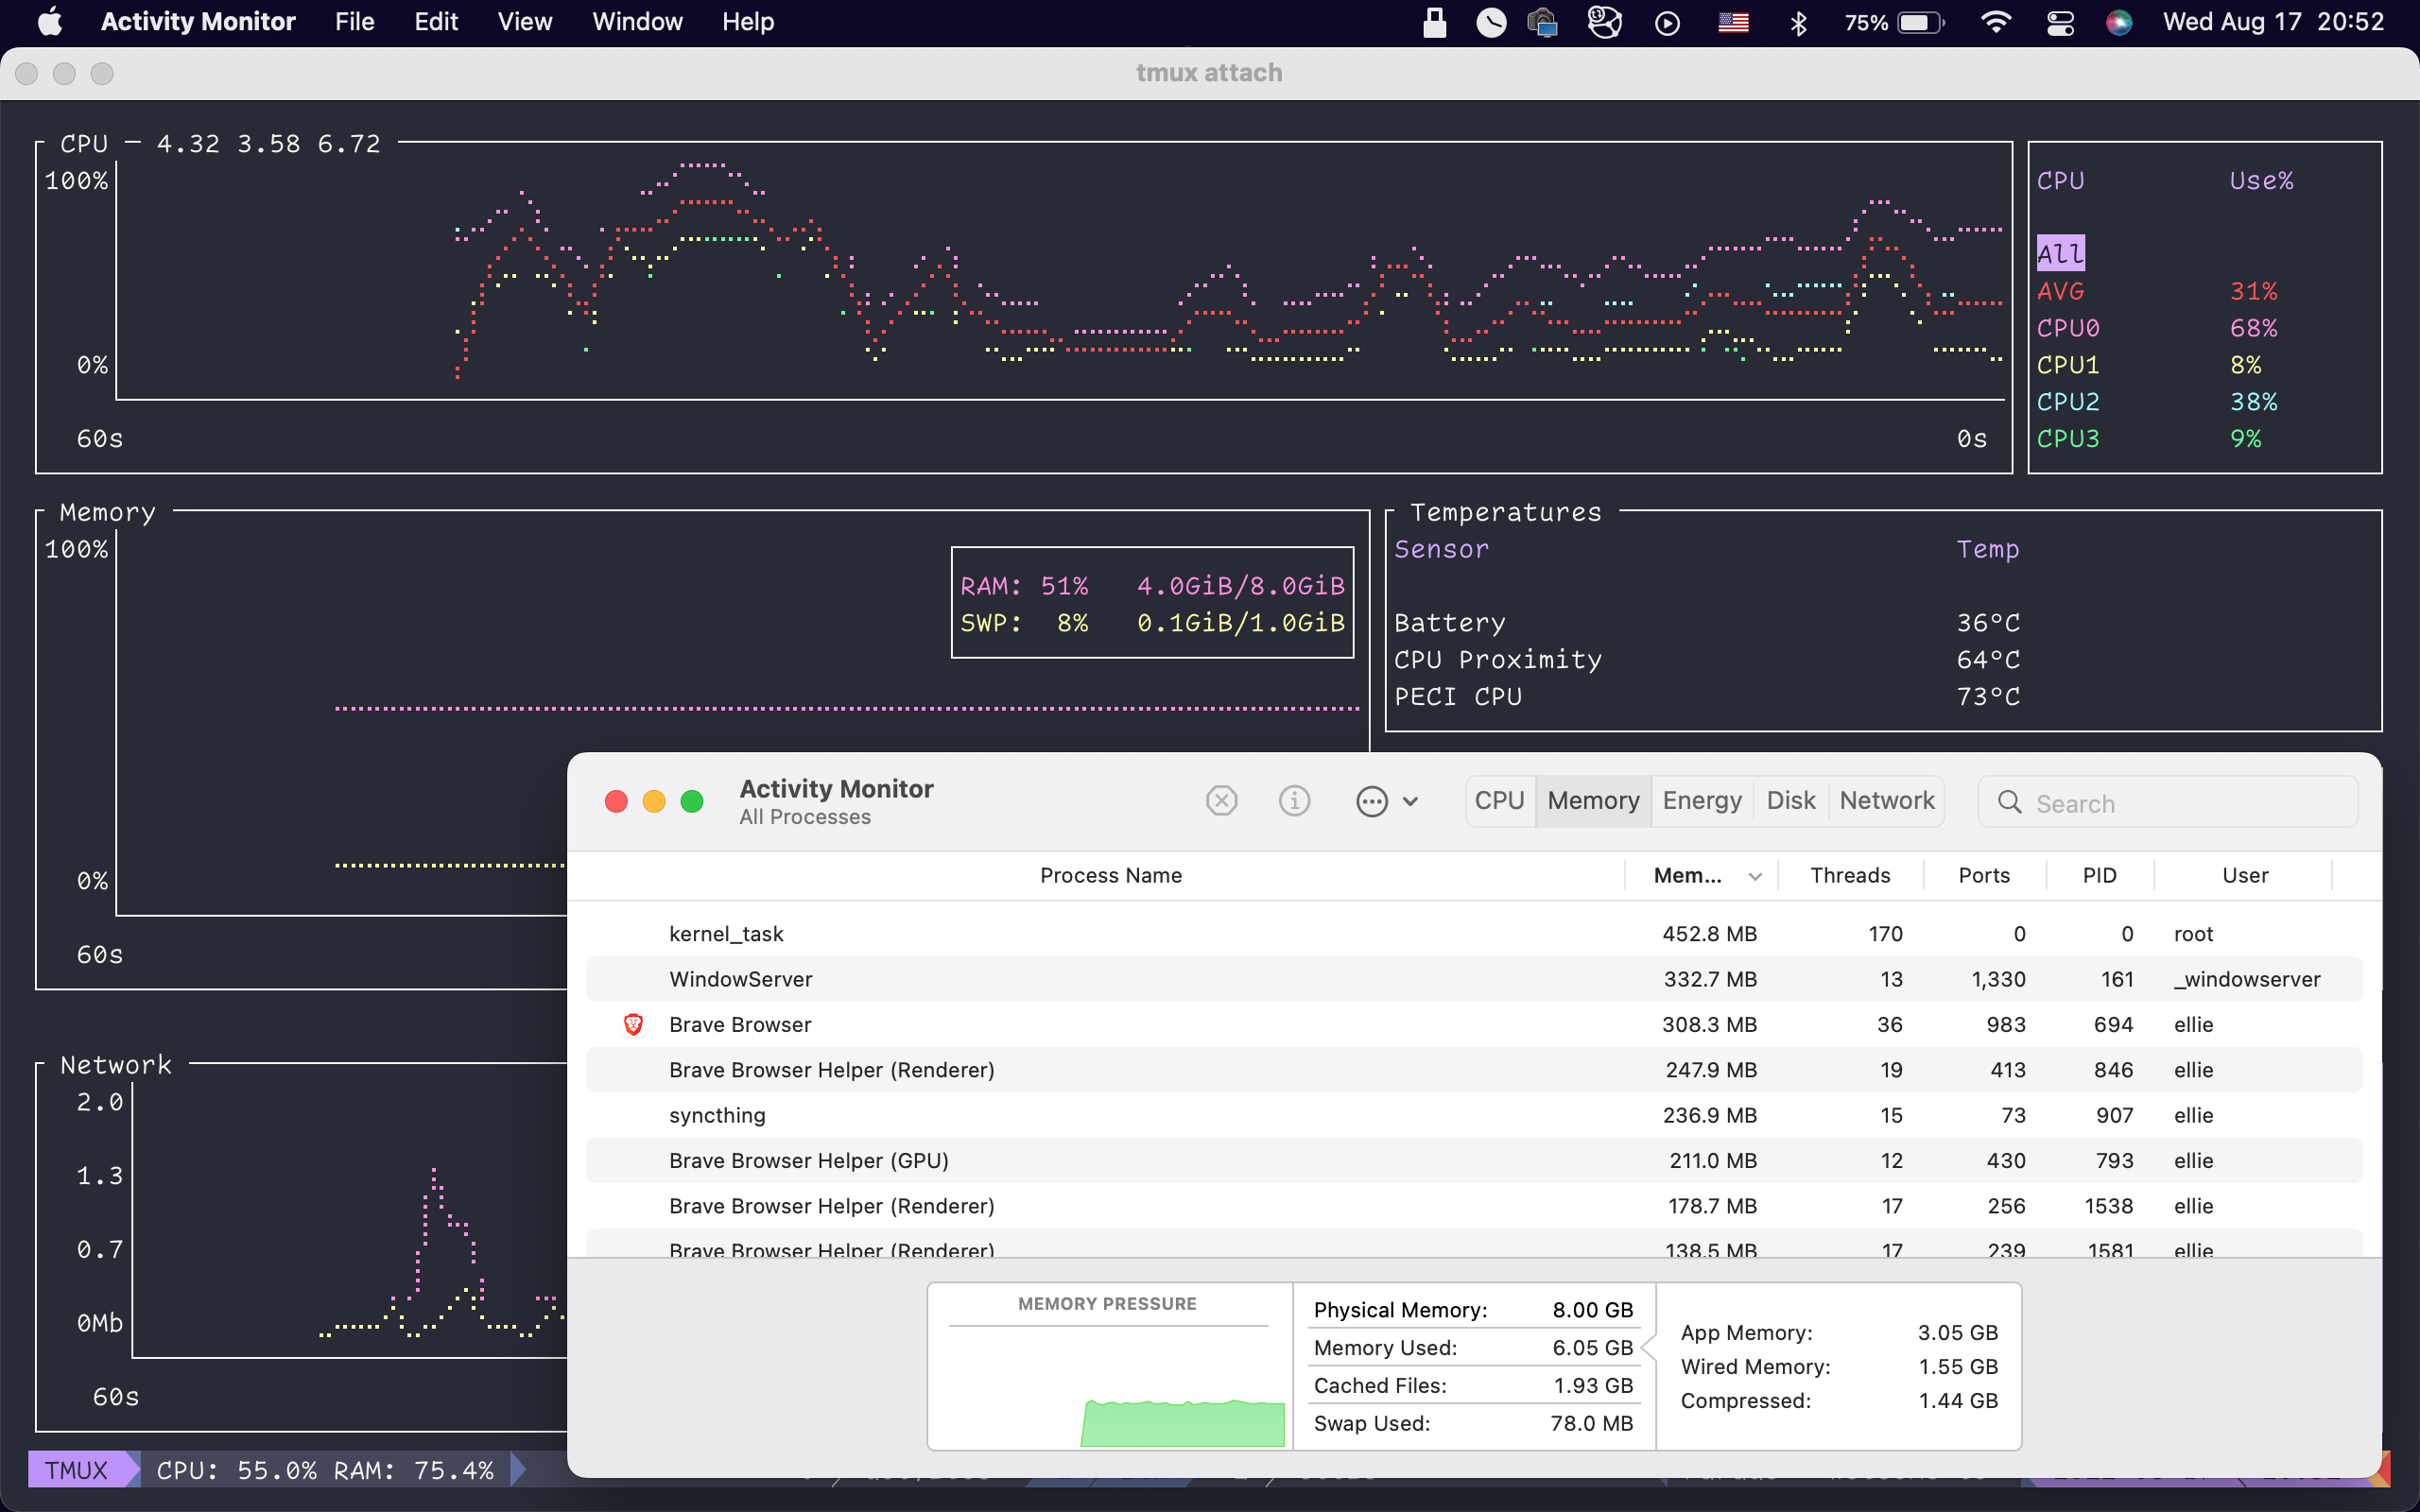 Activity Monitor File Edit View Window Help 75% Wed Aug 17 20:52
tmux attach
CPU 4.32 3.58 6.72
100%
0%
60s 0s
CPU Use%
All
AVG 31%
CPU0 68%
CPU1 8%
CPU2 38%
CPU3 9%
Memory
100%
RAM: 51% 4.0GiB/8.0GiB
SWP: 8% 0.1GiB/1.0GiB
0%
60s
Temperatures
Sensor Temp
Battery 36°C
CPU Proximity 64°C
PECI CPU 73°C
Network
2.0
1.3
0.7
0Mb
60s
Activity Monitor
All Processes
CPU Memory Energy Disk Network
Search
Process Name Mem... Threads Ports PID User
kernel_task 452.8 MB 170 0 0 root
WindowServer 332.7 MB 13 1,330 161 _windowserver
Brave Browser 308.3 MB 36 983 694 ellie
Brave Browser Helper (Renderer) 247.9 MB 19 413 846 ellie
syncthing 236.9 MB 15 73 907 ellie
Brave Browser Helper (GPU) 211.0 MB 12 430 793 ellie
Brave Browser Helper (Renderer) 178.7 MB 17 256 1538 ellie
Brave Browser Helper (Renderer) 138.5 MB 17 239 1581 ellie
MEMORY PRESSURE
Physical Memory: 8.00 GB
Memory Used: 6.05 GB
Cached Files: 1.93 GB
Swap Used: 78.0 MB
App Memory: 3.05 GB
Wired Memory: 1.55 GB
Compressed: 1.44 GB
TMUX CPU: 55.0% RAM: 75.4%